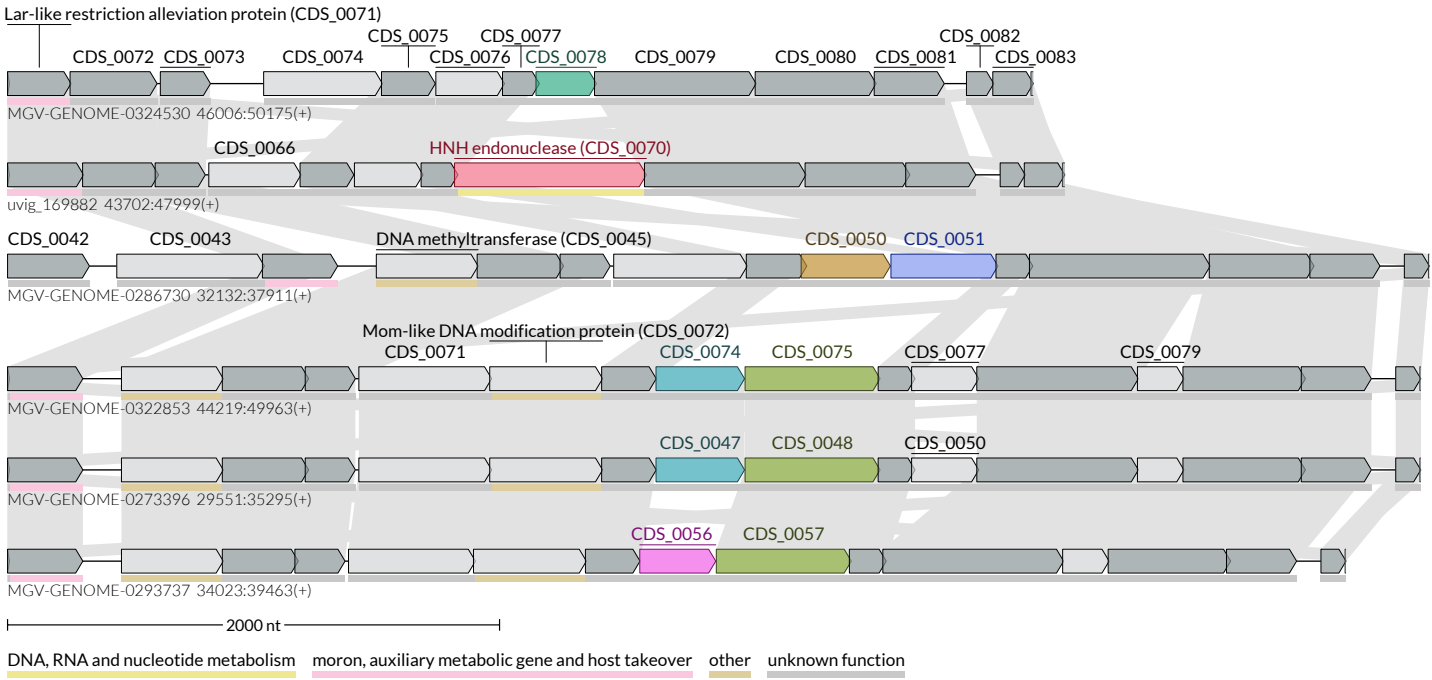 Lar-like restriction alleviation protein (CDS_0071)
CDS_0075 CDS_0077 CDS_0082
CDS_0072 CDS_0073 CDS_0074 CDS_0076 CDS_0078 CDS_0079 CDS_0080 CDS_0081 CDS_0083
MGV-GENOME-0324530 46006:50175(+)
CDS_0066 HNH endonuclease (CDS_0070)
uvig_169882 43702:47999(+)
CDS_0042 CDS_0043 DNA methyltransferase (CDS_0045) CDS_0050 CDS_0051
MGV-GENOME-0286730 32132:37911(+)
Mom-like DNA modification protein (CDS_0072)
CDS_0071 CDS_0074 CDS_0075 CDS_0077 CDS_0079
MGV-GENOME-0322853 44219:49963(+)
CDS_0047 CDS_0048 CDS_0050
MGV-GENOME-0273396 29551:35295(+)
CDS_0056 CDS_0057
MGV-GENOME-0293737 34023:39463(+)
2000 nt
DNA, RNA and nucleotide metabolism moron, auxiliary metabolic gene and host takeover other unknown function